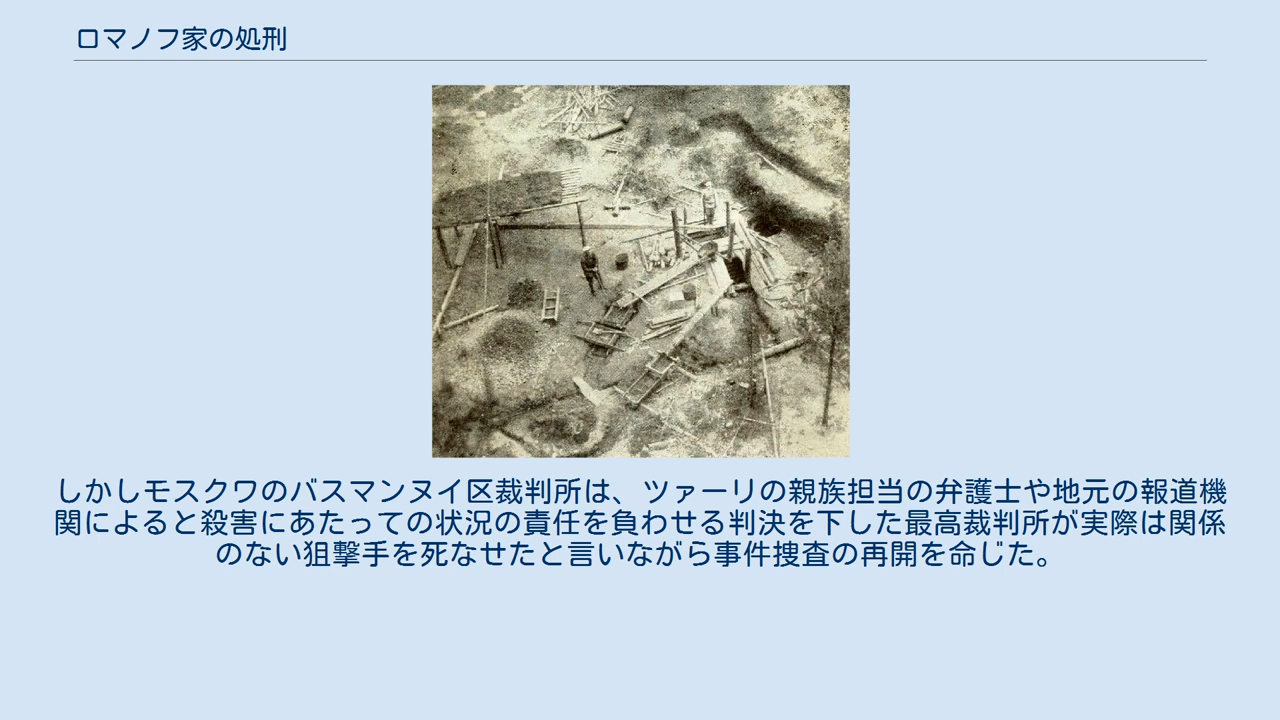 ロマノフ家の処刑
しかしモスクワのバスマンヌイ区裁判所は、ツァーリの親族担当の弁護士や地元の報道機
関によると殺害にあたっての状況の責任を負わせる判決を下した最高裁判所が実際は関係
のない狙撃手を死なせたと言いながら事件捜査の再開を命じた。